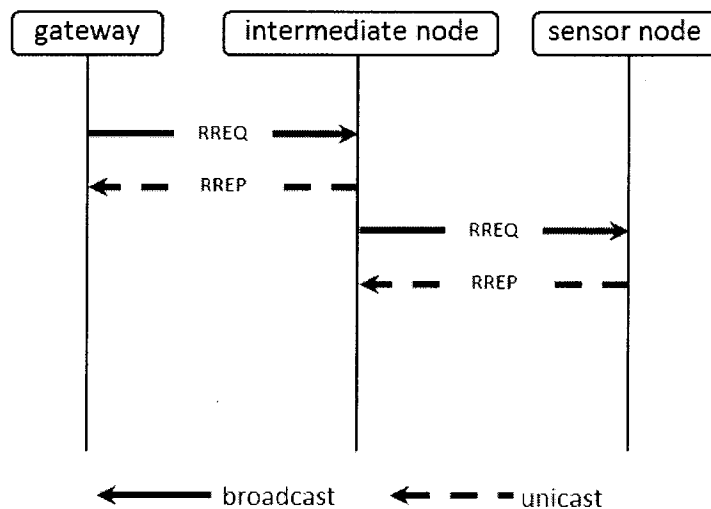 gateway intermediate node sensor node
RREQ
RREP
RREQ
RREP
broadcast unicast